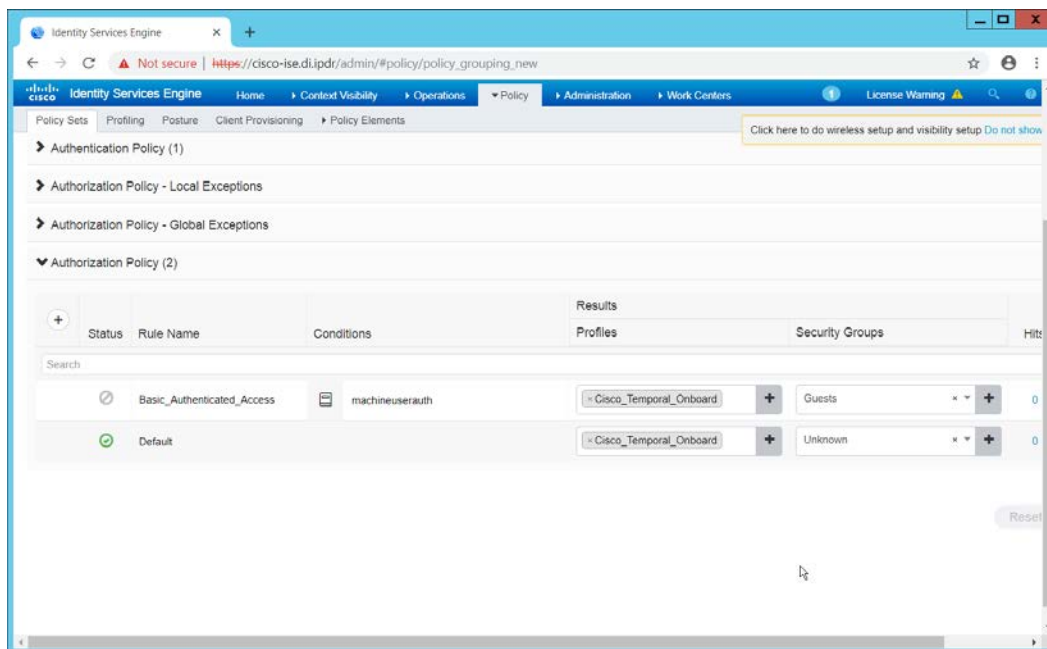 Identity Services Engine
Not secure | https://cisco-ise.di.ipdr/admin/#policy/policy_grouping_new
cisco Identity Services Engine Home Context Visibility Operations Policy Administration Work Centers 1 License Warning
Policy Sets Profiling Posture Client Provisioning Policy Elements
Click here to do wireless setup and visibility setup Do not show
Authentication Policy (1)
Authorization Policy - Local Exceptions
Authorization Policy - Global Exceptions
Authorization Policy (2)
Results
Status Rule Name Conditions Profiles Security Groups Hits
Search
Basic_Authenticated_Access machineuserauth × Cisco_Temporal_Onboard Guests 0
Default × Cisco_Temporal_Onboard Unknown 0
Reset